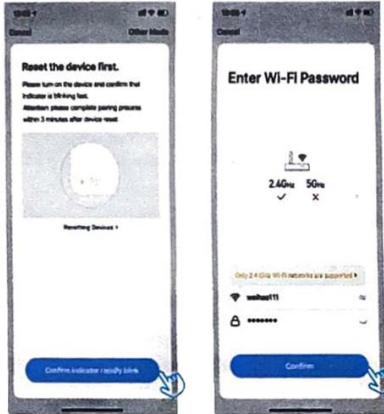 Cancel
Other Mode
Reset the device first.
Please turn on the device and confirm that
indicator is blinking fast.
Attention: please complete pairing process
within 3 minutes after device reset
Resetting Devices >
Confirm indicator rapidly blink
Cancel
Enter Wi-Fi Password
2.4GHz 5GHz
Only 2.4 GHz Wi-Fi networks are supported
Confirm